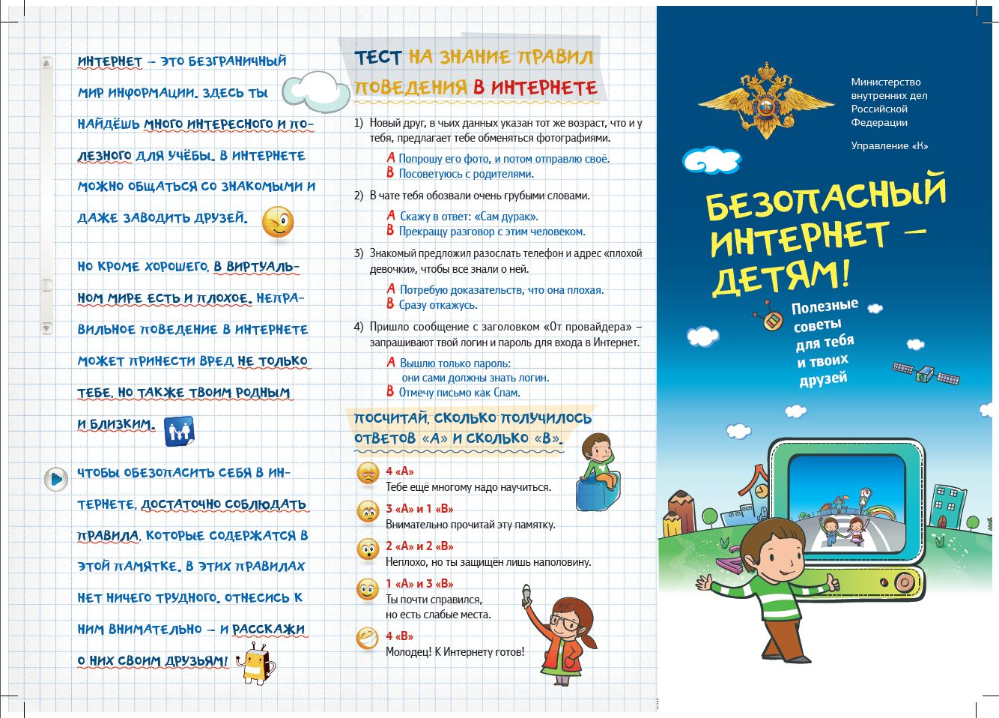 ИНТЕРНЕТ – ЭТО БЕЗГРАНИЧНЫЙ
МИР ИНФОРМАЦИИ. ЗДЕСЬ ТЫ
НАЙДЁШЬ МНОГО ИНТЕРЕСНОГО И ПО-
ЛЕЗНОГО ДЛЯ УЧЁБЫ. В ИНТЕРНЕТЕ
МОЖНО ОБЩАТЬСЯ СО ЗНАКОМЫМИ И
ДАЖЕ ЗАВОДИТЬ ДРУЗЕЙ.
НО КРОМЕ ХОРОШЕГО, В ВИРТУАЛЬ-
НОМ МИРЕ ЕСТЬ И ПЛОХОЕ. НЕПРА-
ВИЛЬНОЕ ПОВЕДЕНИЕ В ИНТЕРНЕТЕ
МОЖЕТ ПРИНЕСТИ ВРЕД НЕ ТОЛЬКО
ТЕБЕ, НО ТАКЖЕ ТВОИМ РОДНЫМ
И БЛИЗКИМ.
ЧТОБЫ ОБЕЗОПАСИТЬ СЕБЯ В ИН-
ТЕРНЕТЕ, ДОСТАТОЧНО СОБЛЮДАТЬ
ПРАВИЛА, КОТОРЫЕ СОДЕРЖАТСЯ В
ЭТОЙ ПАМЯТКЕ. В ЭТИХ ПРАВИЛАХ
НЕТ НИЧЕГО ТРУДНОГО. ОТНЕСИСЬ К
НИМ ВНИМАТЕЛЬНО – И РАССКАЖИ
О НИХ СВОИМ ДРУЗЬЯМ!
ТЕСТ НА ЗНАНИЕ ПРАВИЛ
ПОВЕДЕНИЯ В ИНТЕРНЕТЕ
1) Новый друг, в чьих данных указан тот же возраст, что и у
тебя, предлагает тебе обменяться фотографиями.
А Попрошу его фото, и потом отправлю своё.
В Посоветуюсь с родителями.
2) В чате тебя обозвали очень грубыми словами.
А Скажу в ответ: «Сам дурак».
В Прекращу разговор с этим человеком.
3) Знакомый предложил разослать телефон и адрес «плохой
девочки», чтобы все знали о ней.
А Потребую доказательств, что она плохая.
В Сразу откажусь.
4) Пришло сообщение с заголовком «От провайдера» –
запрашивают твой логин и пароль для входа в Интернет.
А Вышлю только пароль:
они сами должны знать логин.
В Отмечу письмо как Спам.
ПОСЧИТАЙ, СКОЛЬКО ПОЛУЧИЛОСЬ
ОТВЕТОВ «А» И СКОЛЬКО «В».
4 «А»
Тебе ещё многому надо научиться.
3 «А» и 1 «В»
Внимательно прочитай эту памятку.
2 «А» и 2 «В»
Неплохо, но ты защищён лишь наполовину.
1 «А» и 3 «В»
Ты почти справился,
но есть слабые места.
4 «В»
Молодец! К Интернету готов!
Министерство
внутренних дел
Российской
Федерации
Управление «К»
БЕЗОПАСНЫЙ
ИНТЕРНЕТ –
ДЕТЯМ!
Полезные
советы
для тебя
и твоих
друзей